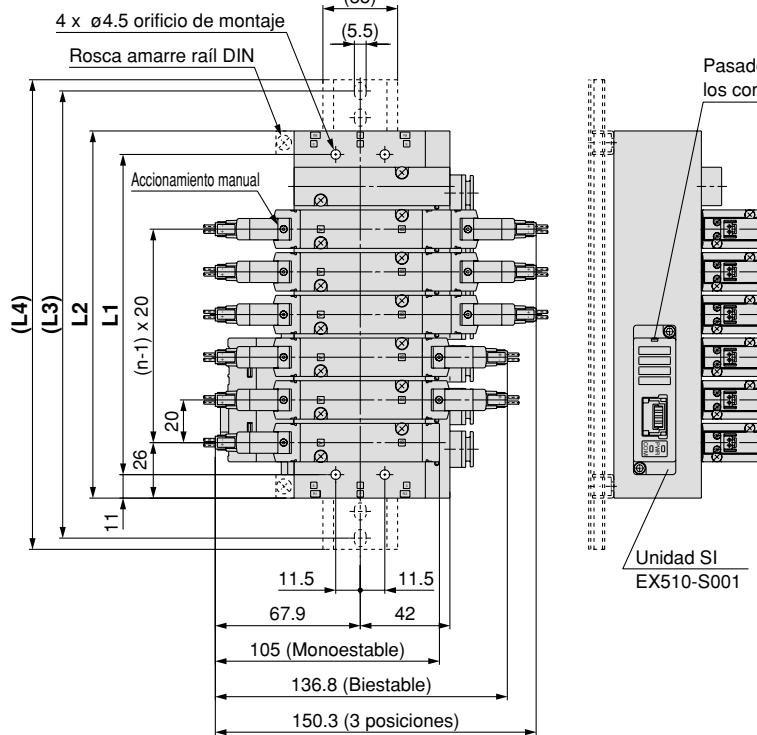 4 x ø4.5 orificio de montaje
(5.5)
Rosca amarre raíl DIN
los
Accionamiento manual
(L4)
(L3)
L2
L1
(n-1) x 20
20
26
11
11.5
11.5
67.9
42
105 (Monoestable)
136.8 (Biestable)
150.3 (3 posiciones)
Unidad SI
EX510-S001